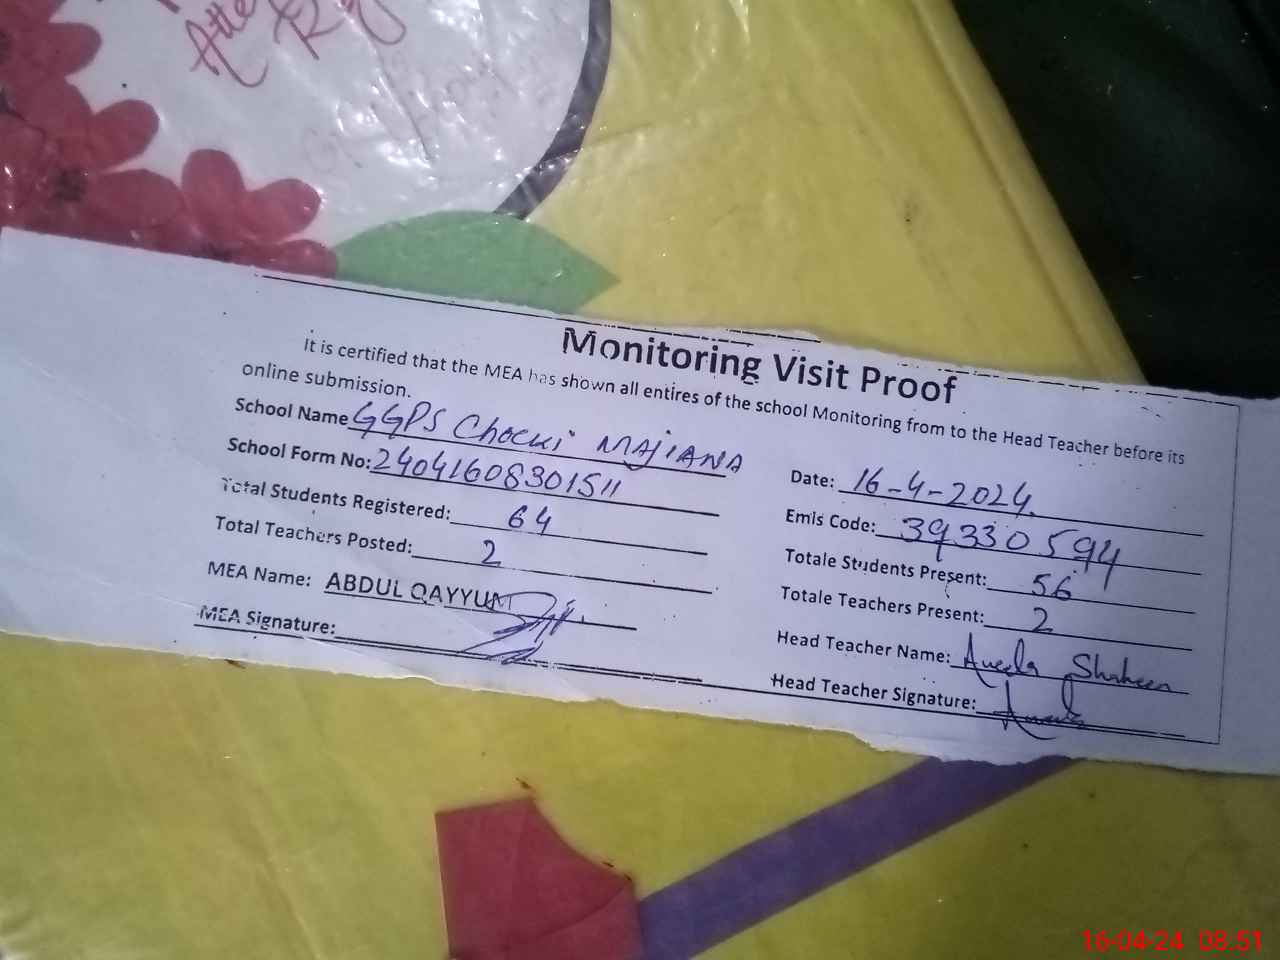 Atte
Monitoring Visit Proof
It is certified that the MEA has shown all entires of the school Monitoring from to the Head Teacher before its
online submission.
School Name GGPS Chocki MAJIANA
School Form No: 24041608301511
Date: 16-4-2024.
Total Students Registered: 64
Emis Code: 39330594
Total Teachers Posted: 2
Totale Students Present: 56
MEA Name: ABDUL QAYYUM
Totale Teachers Present: 2
MEA Signature:
Head Teacher Name: Shaheen
Head Teacher Signature:
16-04-24 08:51